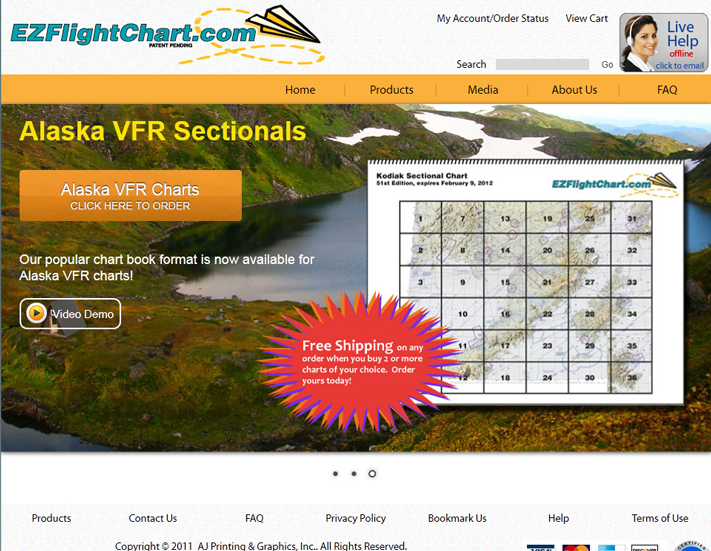 EZFlightChart.com
PATENT PENDING
My Account/Order Status View Cart
Live
Help
offline
click to email
Search Go
Home | Products | Media | About Us | FAQ
Alaska VFR Sectionals
Alaska VFR Charts
CLICK HERE TO ORDER
Our popular chart book format is now available for
Alaska VFR charts!
Video Demo
Kodiak Sectional Chart
51st Edition, expires February 9, 2012
EZFlightChart.com
1 7 13 19 25 31
2 8 14 20 26 32
3 9 15 21 27 33
10 16 22 28 34
11 17 23 29 35
12 18 24 30 36
Free Shipping on any
order when you buy 2 or more
charts of your choice. Order
yours today!
Products Contact Us FAQ Privacy Policy Bookmark Us Help Terms of Use
Copyright © 2011 AJ Printing & Graphics, Inc.. All Rights Reserved.
VISA